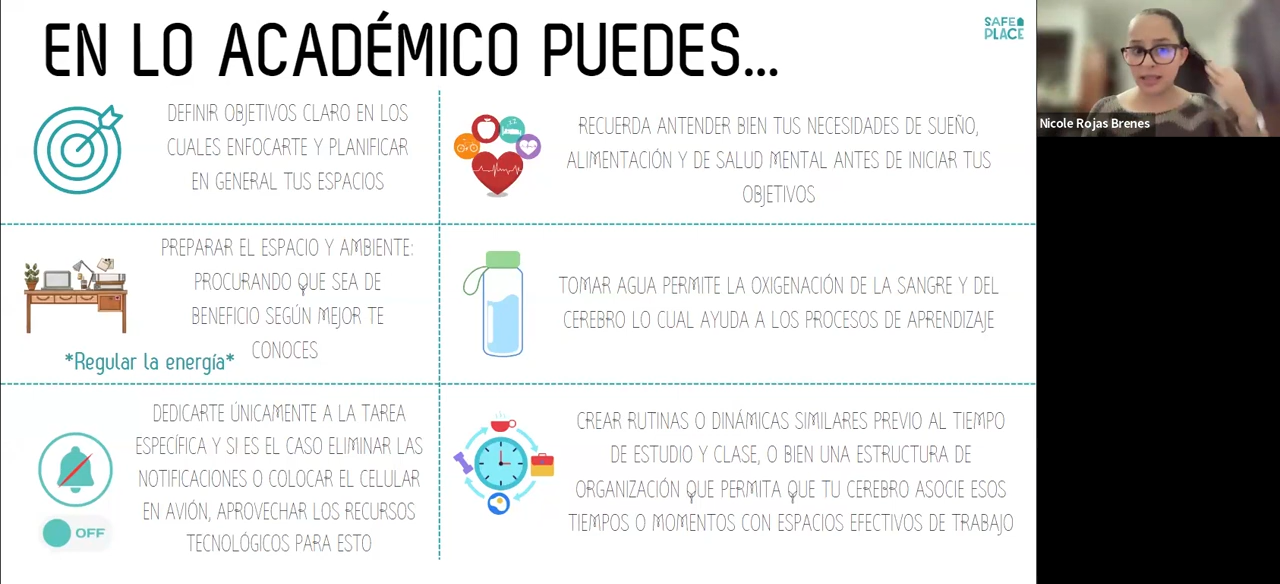 EN LO ACADÉMICO PUEDES...
SAFE
PLACE
Nicole Rojas Brenes
DEFINIR OBJETIVOS CLARO EN LOS
CUALES ENFOCARTE Y PLANIFICAR
EN GENERAL TUS ESPACIOS
RECUERDA ANTENDER BIEN TUS NECESIDADES DE SUEÑO,
ALIMENTACIÓN Y DE SALUD MENTAL ANTES DE INICIAR TUS
OBJETIVOS
PREPARAR EL ESPACIO Y AMBIENTE:
PROCURANDO QUE SEA DE
BENEFICIO SEGÚN MEJOR TE
CONOCES
*Regular la energía*
TOMAR AGUA PERMITE LA OXIGENACIÓN DE LA SANGRE Y DEL
CEREBRO LO CUAL AYUDA A LOS PROCESOS DE APRENDIZAJE
DEDICARTE ÚNICAMENTE A LA TAREA
ESPECÍFICA Y SI ES EL CASO ELIMINAR LAS
NOTIFICACIONES O COLOCAR EL CELULAR
EN AVIÓN, APROVECHAR LOS RECURSOS
TECNOLÓGICOS PARA ESTO
OFF
CREAR RUTINAS O DINÁMICAS SIMILARES PREVIO AL TIEMPO
DE ESTUDIO Y CLASE, O BIEN UNA ESTRUCTURA DE
ORGANIZACIÓN QUE PERMITA QUE TU CEREBRO ASOCIE ESOS
TIEMPOS O MOMENTOS CON ESPACIOS EFECTIVOS DE TRABAJO